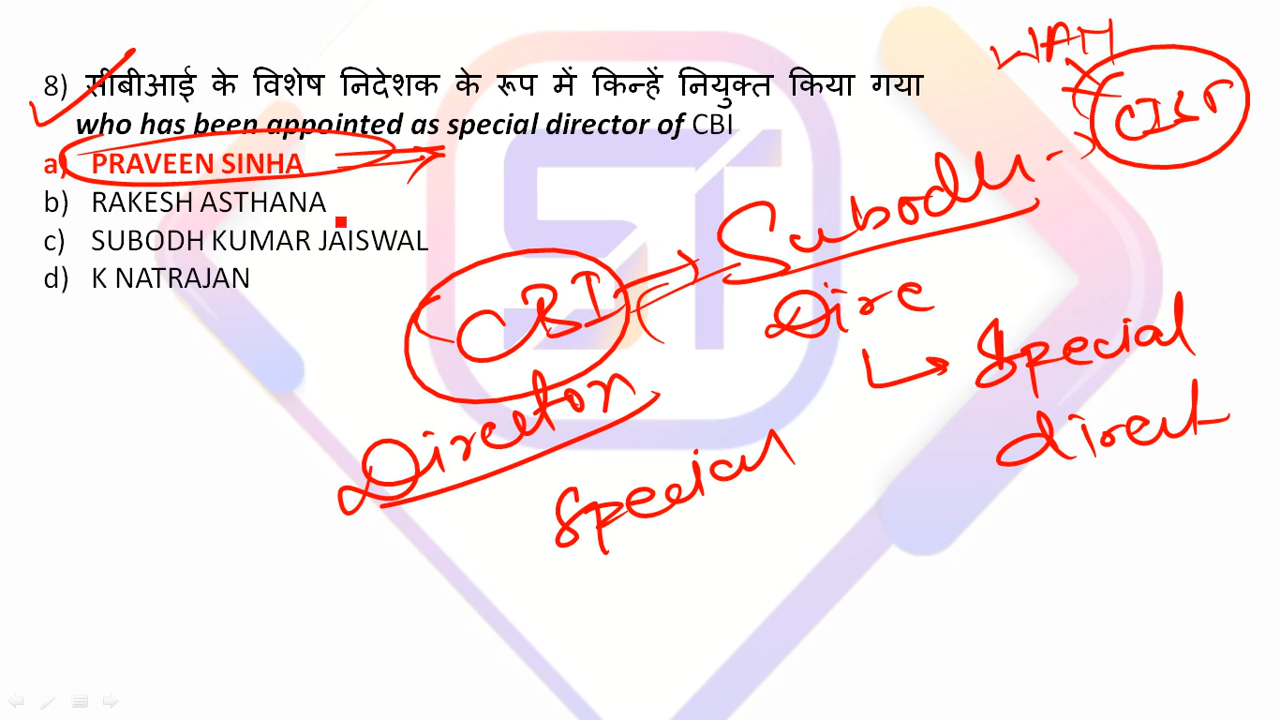 8) सीबीआई के विशेष निदेशक के रूप में किन्हें नियुक्त किया गया
who has been appointed as special director of CBI
a) PRAVEEN SINHA
b) RAKESH ASTHANA
c) SUBODH KUMAR JAISWAL
d) K NATRAJAN
CBI
Subodh
Dire
Special
direct
Director
Special